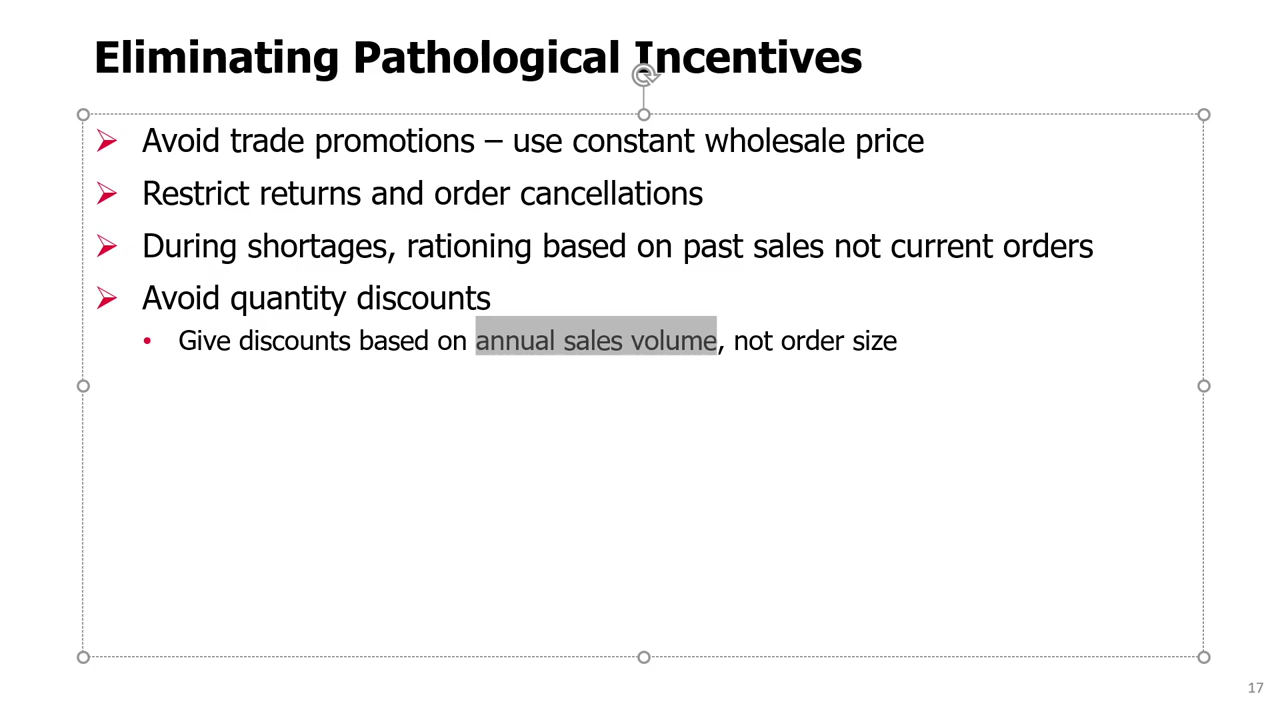 Eliminating Pathological Incentives
➢ Avoid trade promotions – use constant wholesale price
➢ Restrict returns and order cancellations
➢ During shortages, rationing based on past sales not current orders
➢ Avoid quantity discounts
• Give discounts based on annual sales volume, not order size
17